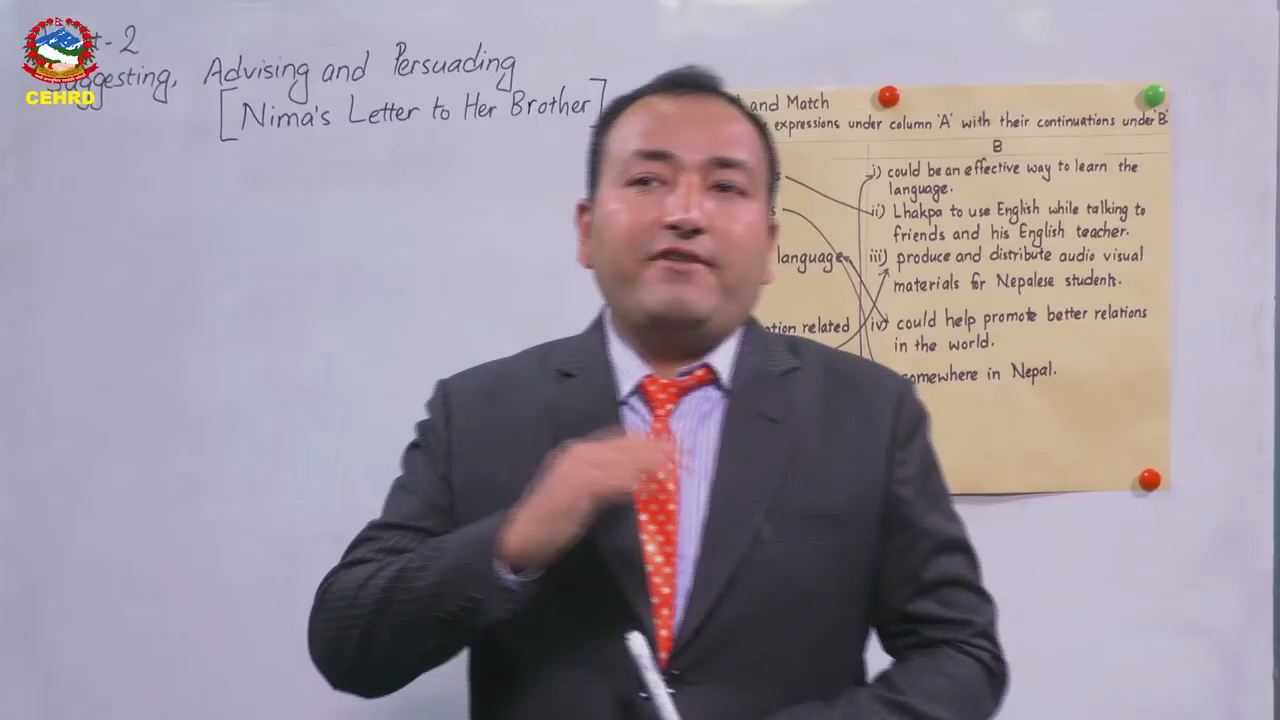 t-2
ggesting, Advising and Persuading
[Nima's Letter to Her Brother]
CEHRD
and Match
expressions under column 'A' with their continuations under 'B'
B
i) could be an effective way to learn the
language.
ii) Lhakpa to use English while talking to
friends and his English teacher.
language
iii) produce and distribute audio visual
materials for Nepalese students.
related
iv) could help promote better relations
in the world.
somewhere in Nepal.